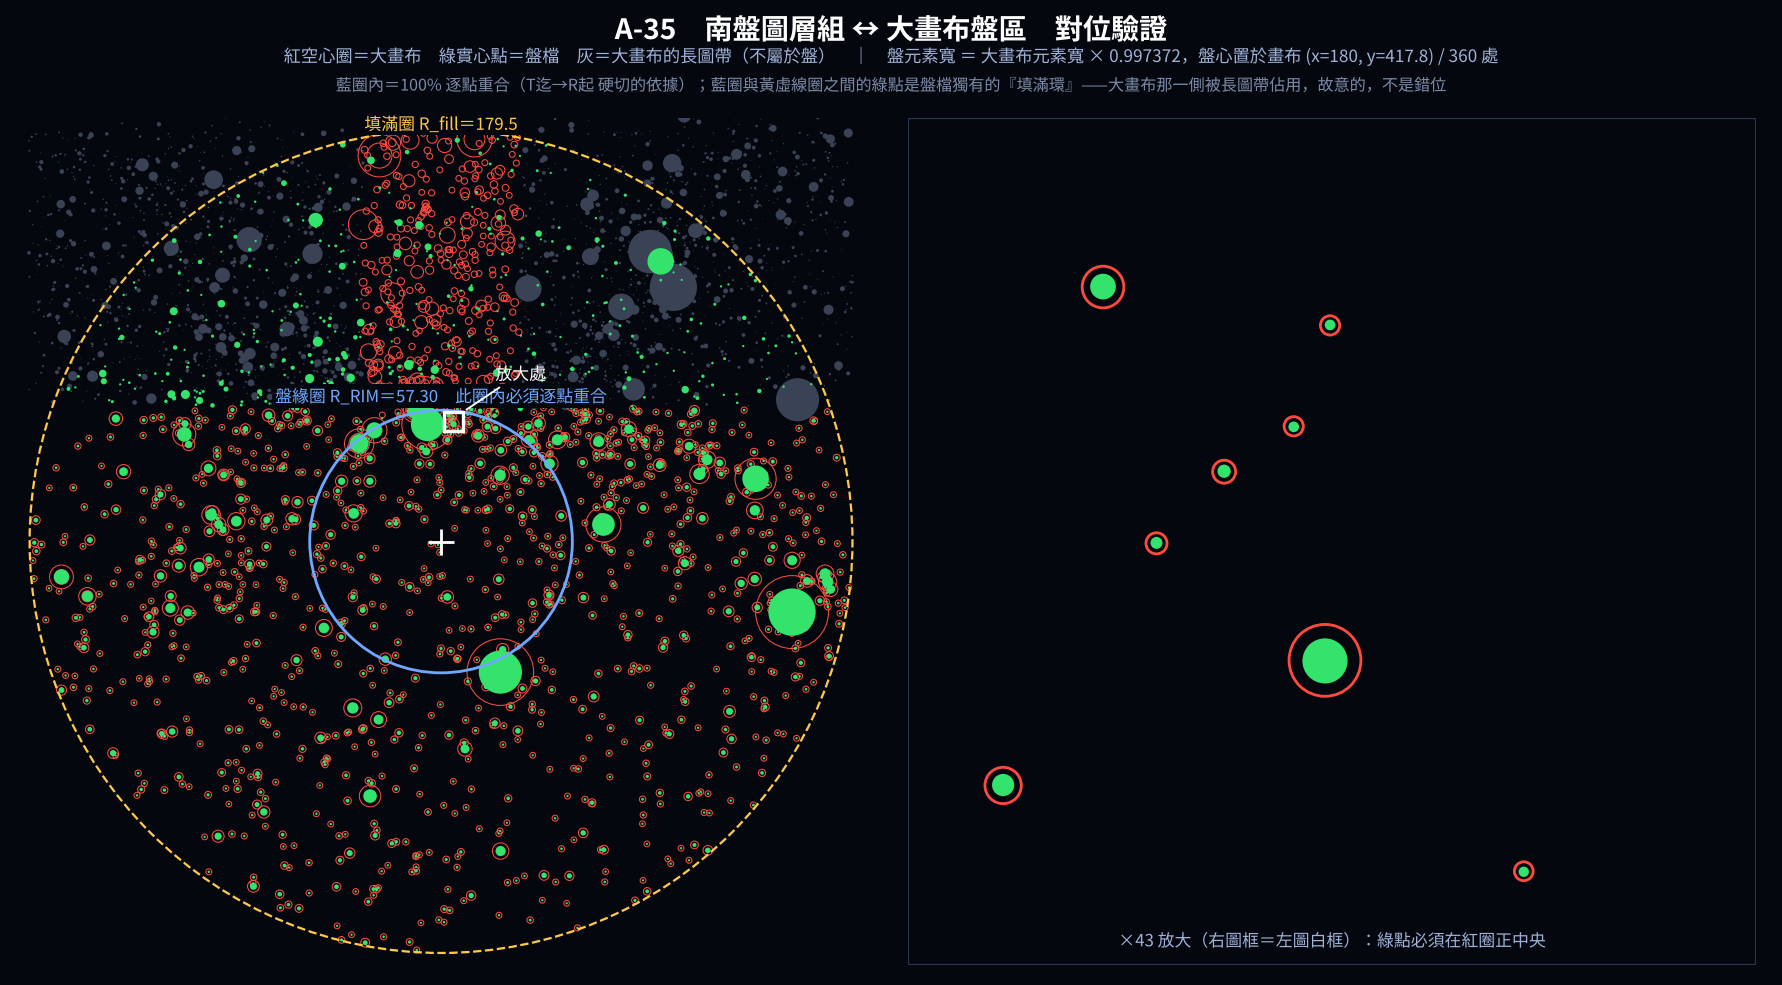 A-35　南盤圖層組 ↔ 大畫布盤區　對位驗證
紅空心圈＝大畫布　綠實心點＝盤檔　灰＝大畫布的長圖帶（不屬於盤）　｜　盤元素寬 ＝ 大畫布元素寬 × 0.997372，盤心置於畫布 (x=180, y=417.8) / 360 處
藍圈內＝100% 逐點重合（T迄→R起 硬切的依據）；藍圈與黃虛線圈之間的綠點是盤檔獨有的『填滿環』——大畫布那一側被長圖帶佔用，故意的，不是錯位
填滿圈 R_fill＝179.5
放大處
盤緣圈 R_RIM＝57.30　此圈內必須逐點重合
×43 放大（右圖框＝左圖白框）：綠點必須在紅圈正中央